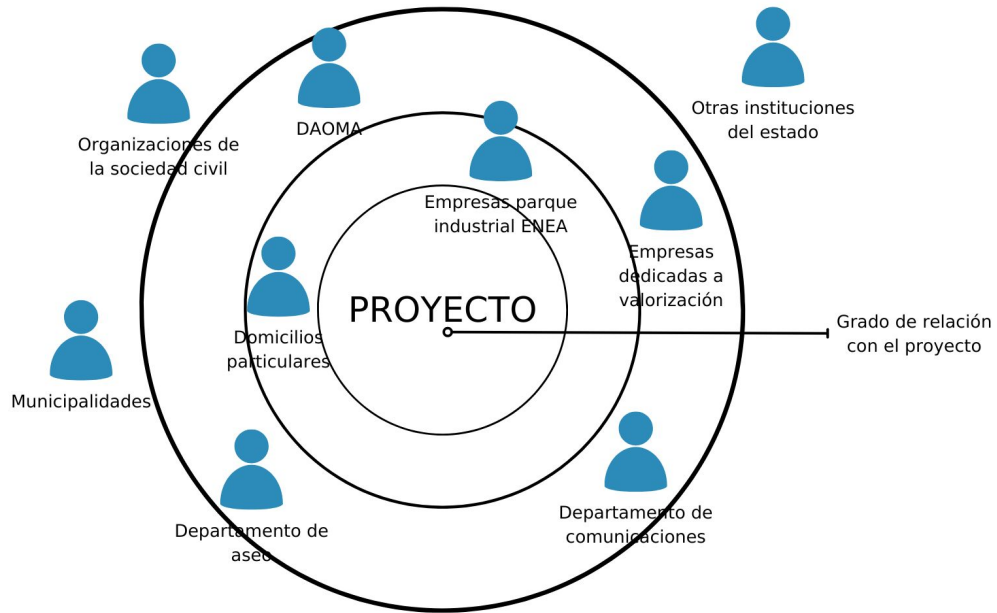 Otras instituciones
del estado
DAOMA
Organizaciones de
la sociedad civil
Empresas parque
industrial ENEA
Empresas
dedicadas a
valorización
PROYECTO
Grado de relación
con el proyecto
Domicilios
particulares
Municipalidades
Departamento de
comunicaciones
Departamento de
aseo